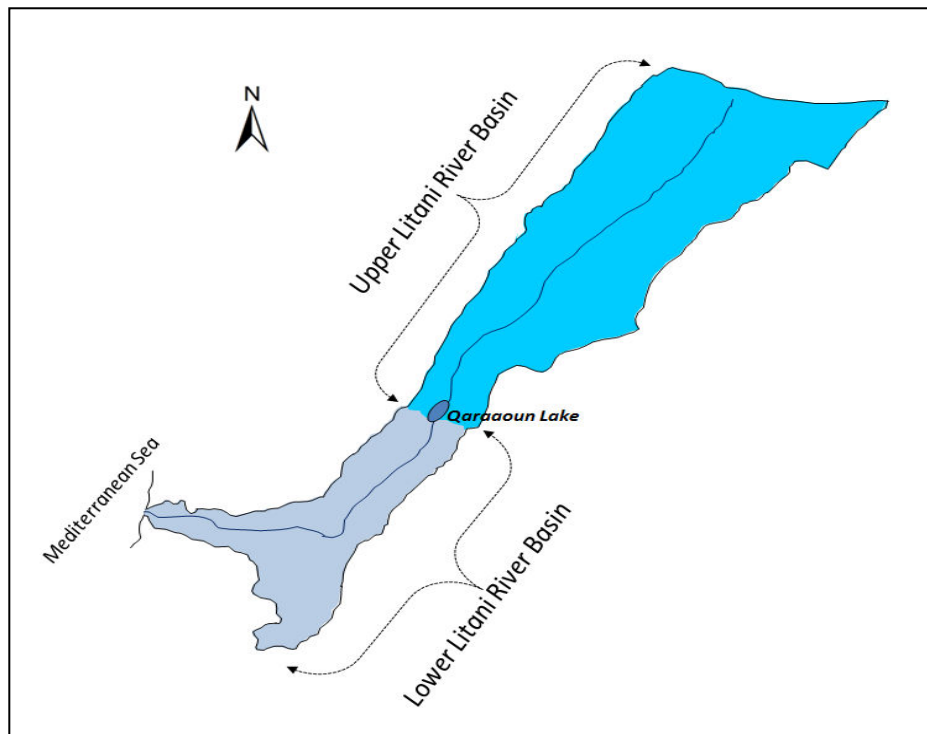 N
Upper Litani River Basin
Qaraaoun Lake
Mediterranean Sea
Lower Litani River Basin